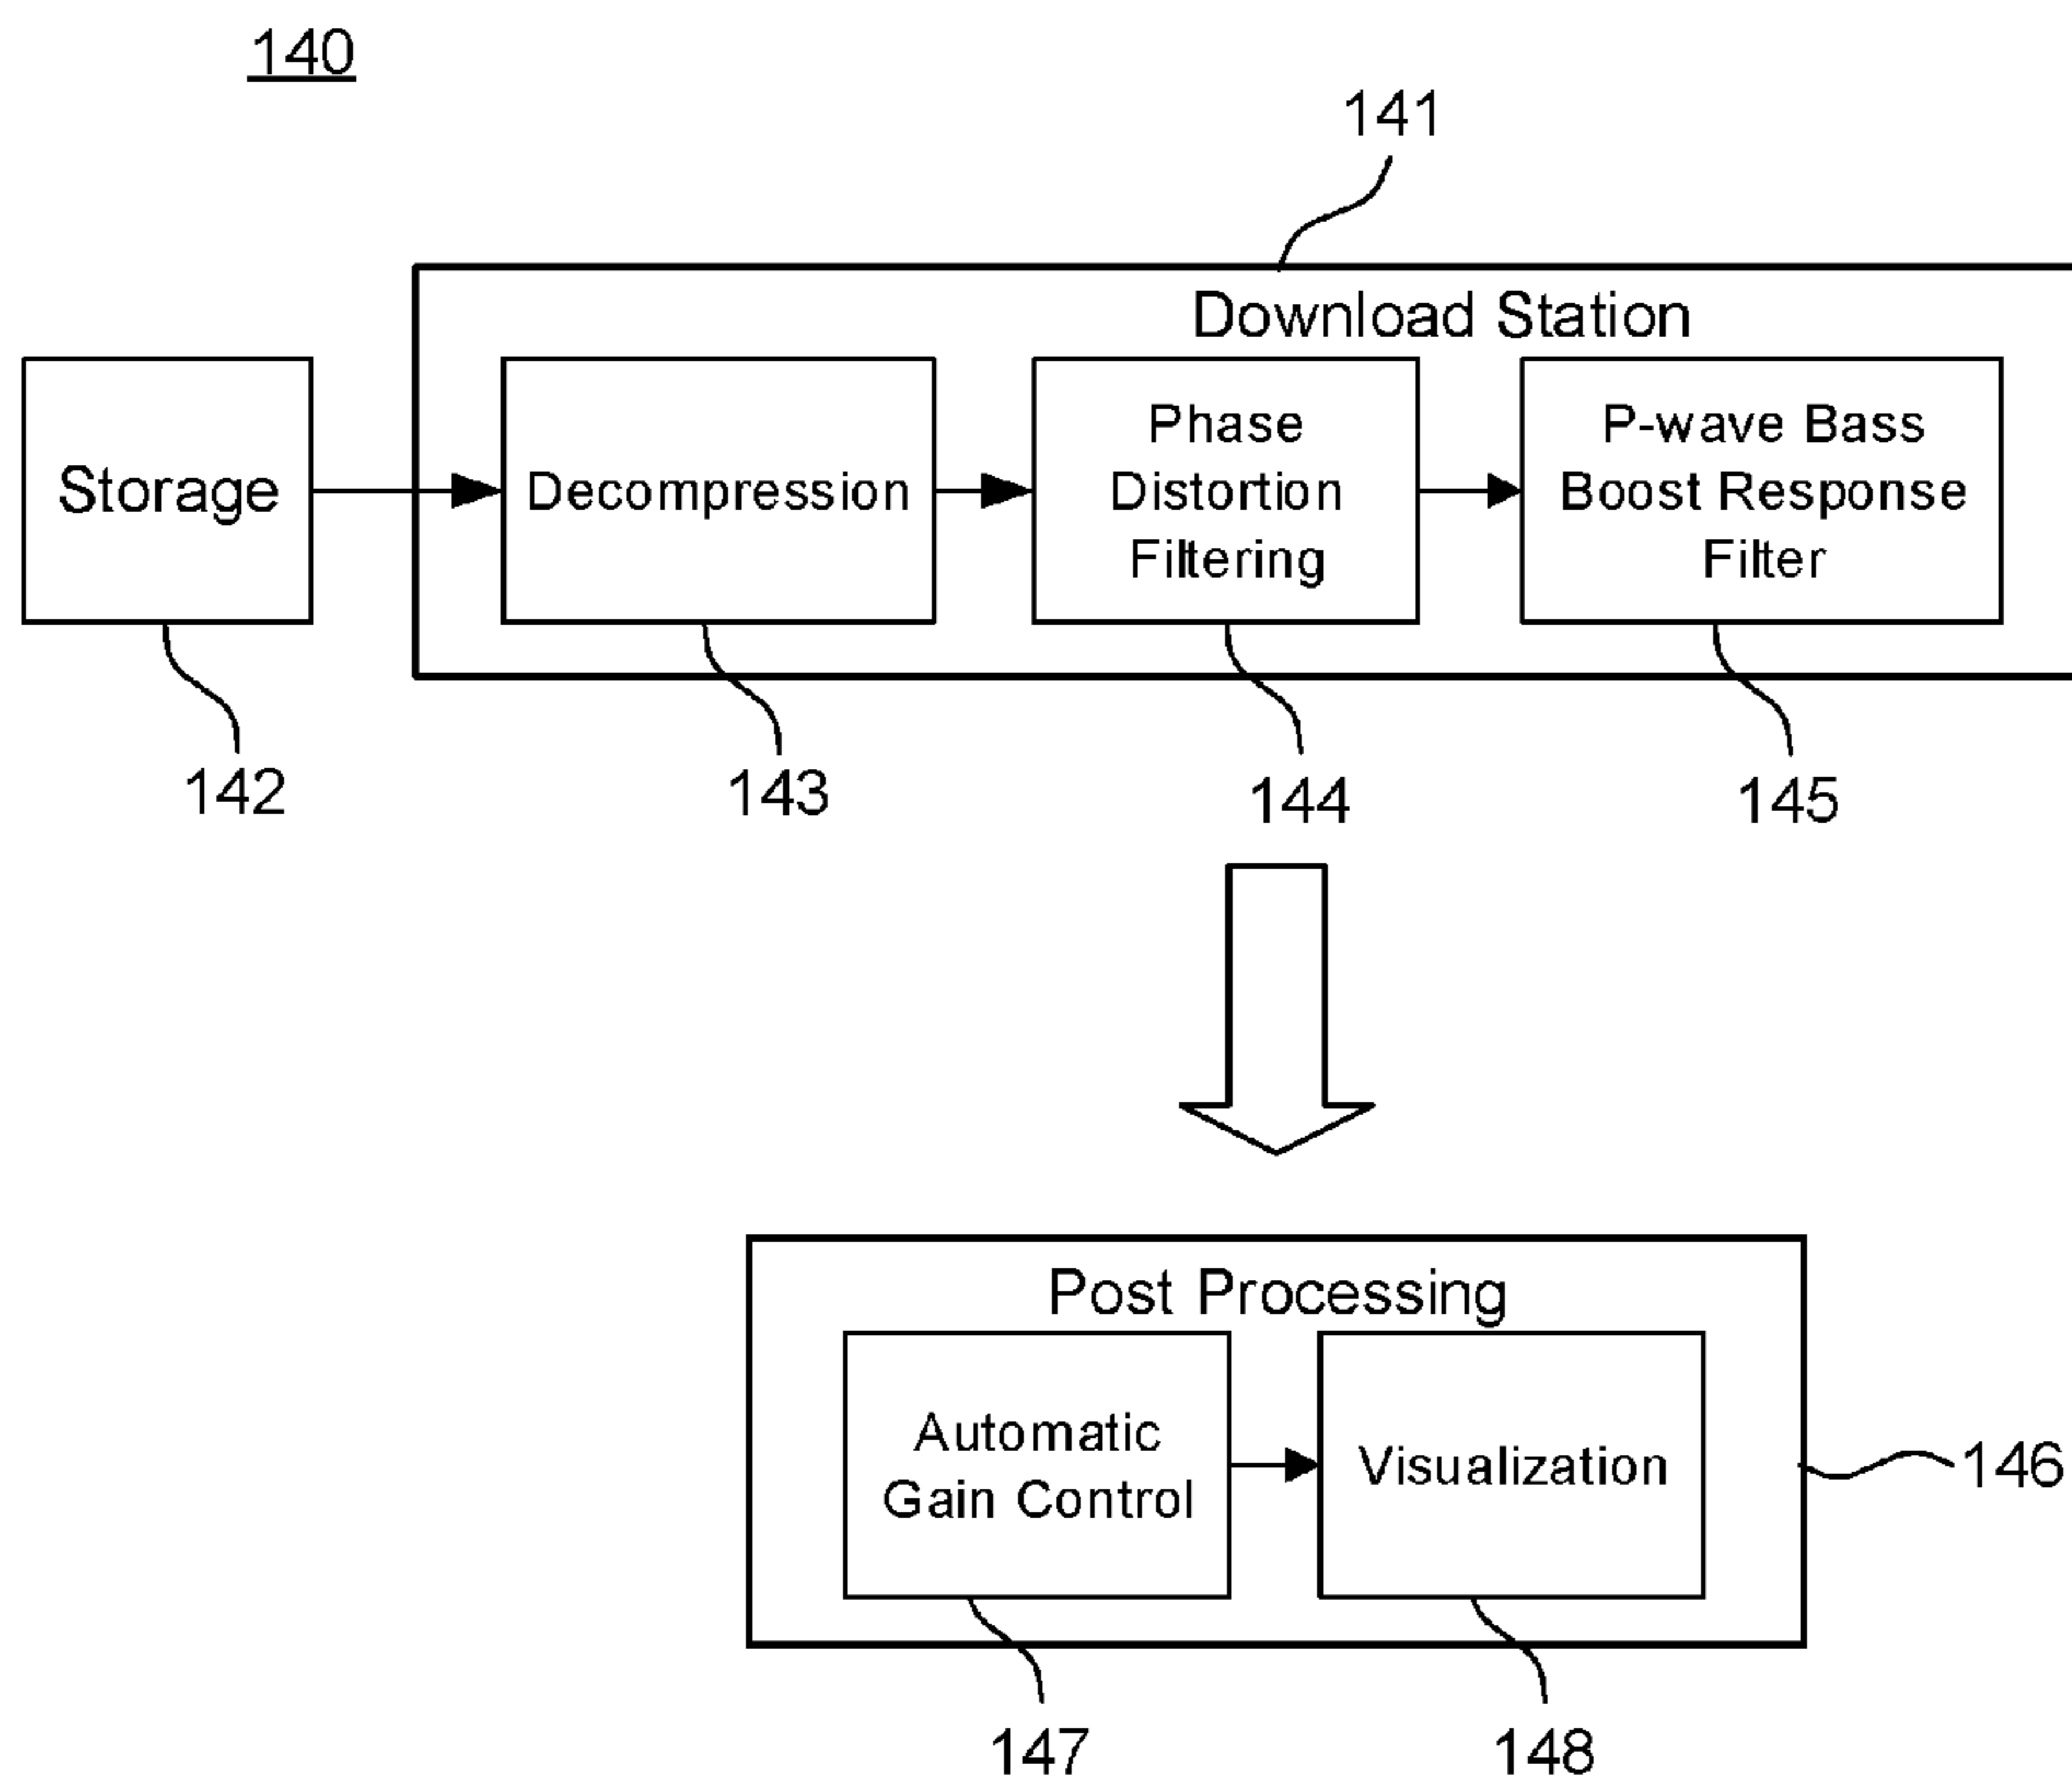 140
141
Download Station
Storage
Decompression
Phase
Distortion
Filtering
P-wave Bass
Boost Response
Filter
142
143
144
145
Post Processing
Automatic
Gain Control
Visualization
146
147
148